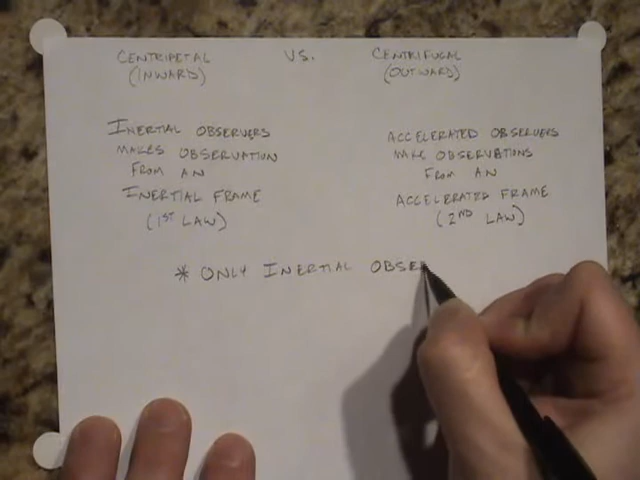 CENTRIPETAL VS. CENTRIFUGAL
(INWARD) (OUTWARD)
INERTIAL OBSERVERS
MAKES OBSERVATION
FROM AN
INERTIAL FRAME
(1ST LAW)
ACCELERATED OBSERVERS
MAKE OBSERVATIONS
FROM AN
ACCELERATED FRAME
(2ND LAW)
* ONLY INERTIAL OBSE